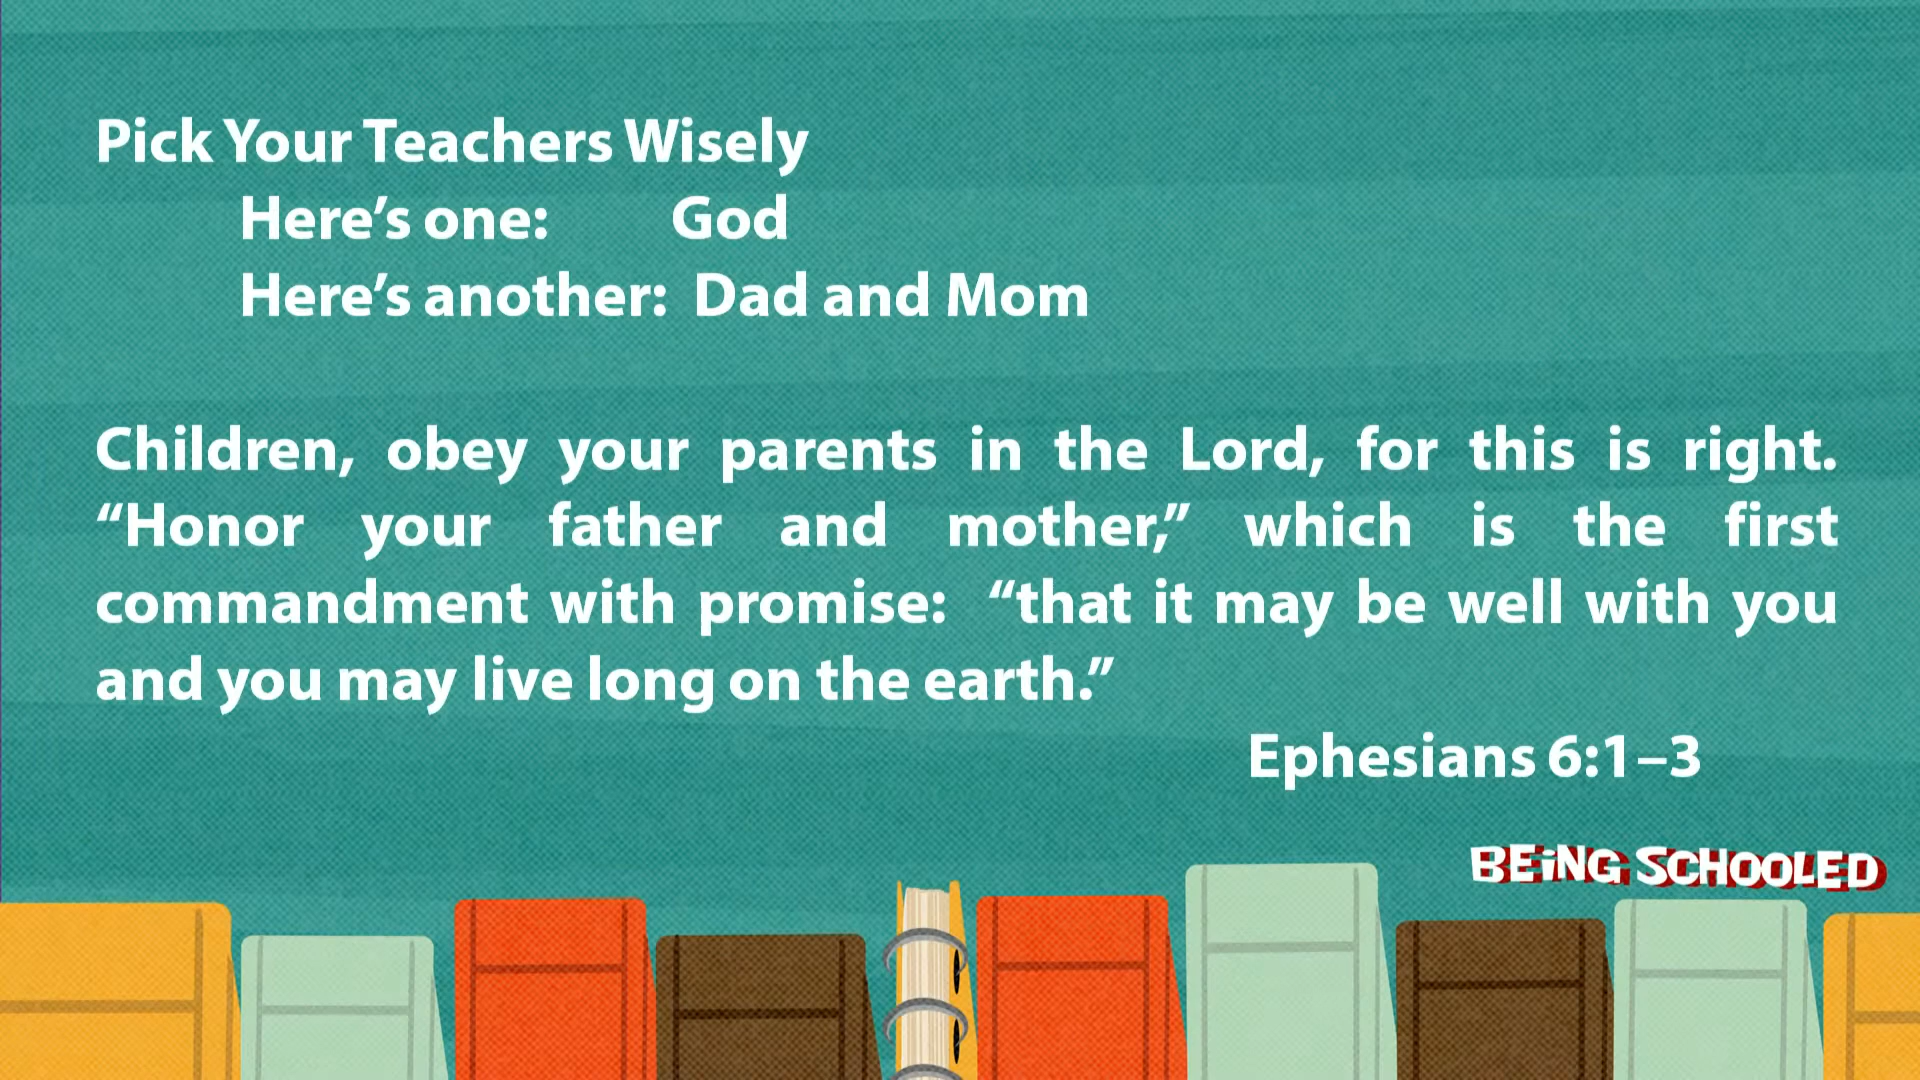 Pick Your Teachers Wisely
Here’s one: God
Here’s another: Dad and Mom
Children, obey your parents in the Lord, for this is right.
“Honor your father and mother,” which is the first
commandment with promise: “that it may be well with you
and you may live long on the earth.”
Ephesians 6:1–3
BEiNG SCHOOLED